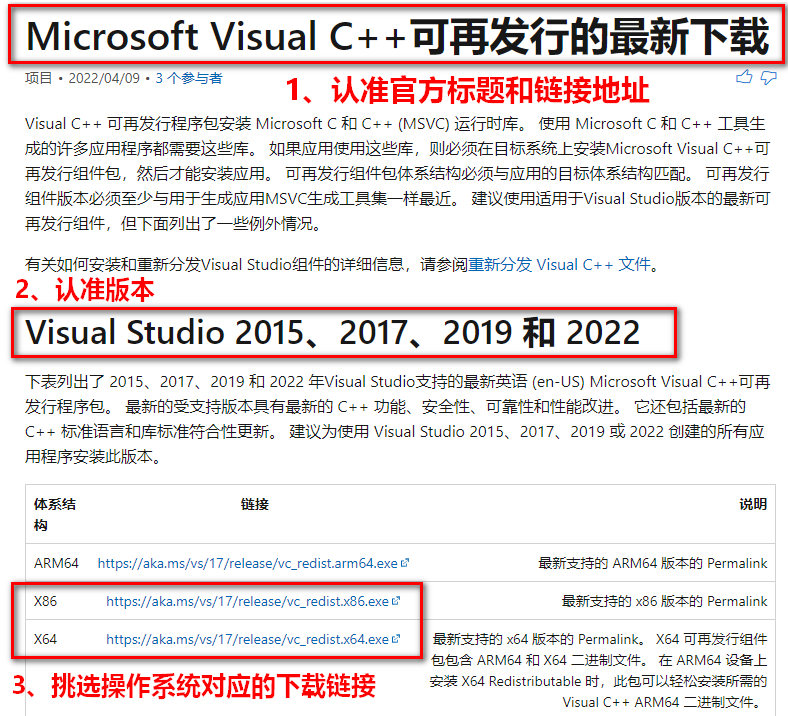 Microsoft Visual C++可再发行的最新下载
项目 • 2022/04/09 • 3 个参与者
1、认准官方标题和链接地址
Visual C++ 可再发行程序包安装 Microsoft C 和 C++ (MSVC) 运行时库。 使用 Microsoft C 和 C++ 工具生
成的许多应用程序都需要这些库。 如果应用使用这些库，则必须在目标系统上安装Microsoft Visual C++可
再发行组件包，然后才能安装应用。 可再发行组件包体系结构必须与应用的目标体系结构匹配。 可再发行
组件版本必须至少与用于生成应用MSVC生成工具集一样最近。 建议使用适用于Visual Studio版本的最新可
再发行组件，但下面列出了一些例外情况。
有关如何安装和重新分发Visual Studio组件的详细信息，请参阅重新分发 Visual C++ 文件。
2、认准版本
Visual Studio 2015、2017、2019 和 2022
下表列出了 2015、2017、2019 和 2022 年Visual Studio支持的最新英语 (en-US) Microsoft Visual C++可再
发行程序包。 最新的受支持版本具有最新的 C++ 功能、安全性、可靠性和性能改进。 它还包括最新的
C++ 标准语言和库标准符合性更新。 建议为使用 Visual Studio 2015、2017、2019 或 2022 创建的所有应
用程序安装此版本。
体系结构 链接 说明
ARM64 https://aka.ms/vs/17/release/vc_redist.arm64.exe 最新支持的 ARM64 版本的 Permalink
X86 https://aka.ms/vs/17/release/vc_redist.x86.exe 最新支持的 x86 版本的 Permalink
X64 https://aka.ms/vs/17/release/vc_redist.x64.exe 最新支持的 x64 版本的 Permalink。 X64 可再发行组件
包包含 ARM64 和 X64 二进制文件。 在 ARM64 设备上
安装 X64 Redistributable 时，此包可以轻松安装所需的
Visual C++ ARM64 二进制文件。
3、挑选操作系统对应的下载链接